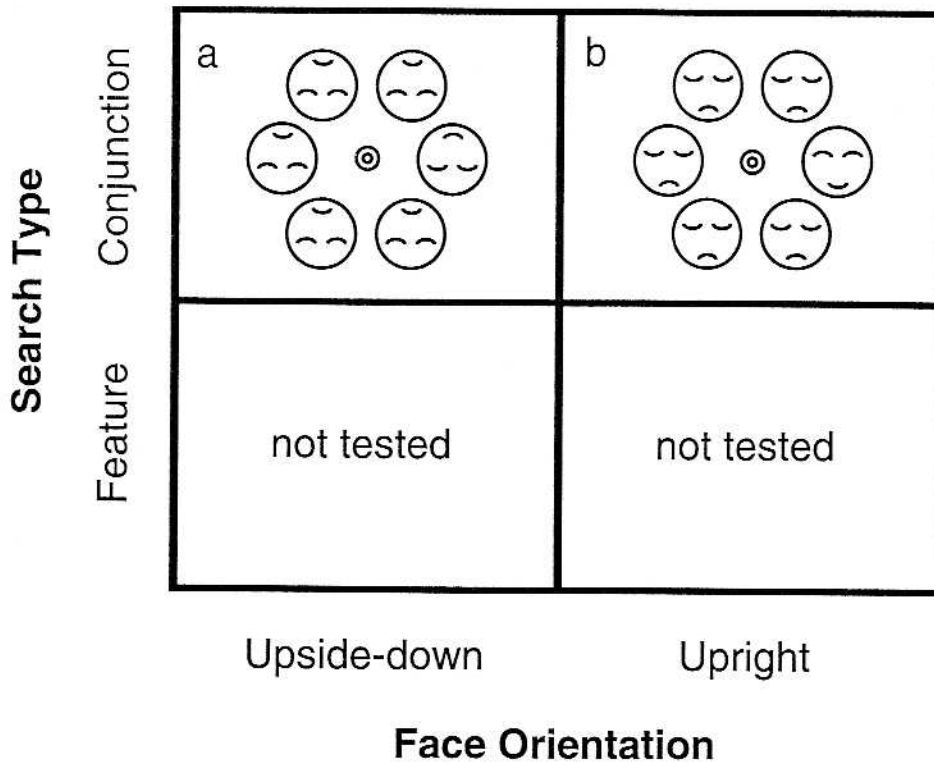 a
b
Search Type
Conjunction
Feature
not tested
not tested
Upside-down
Upright
Face Orientation